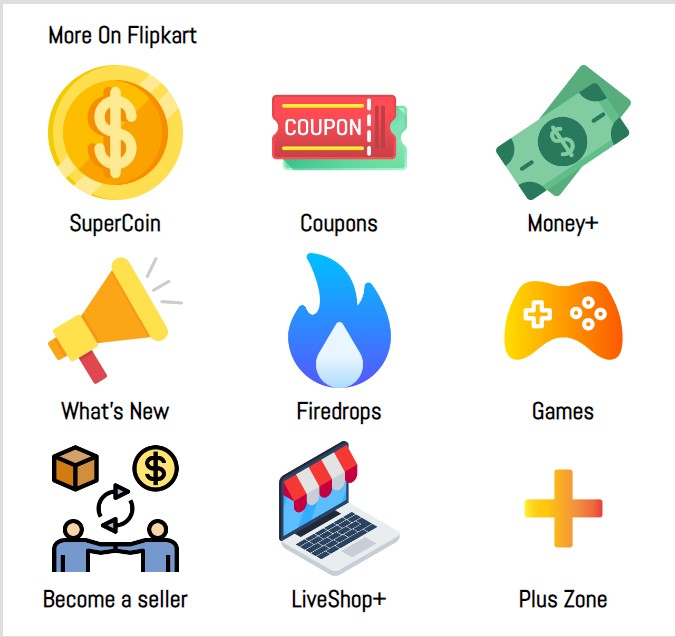 More On Flipkart
COUPON
SuperCoin
Coupons
Money+
What's New
Firedrops
Games
Become a seller
LiveShop+
Plus Zone